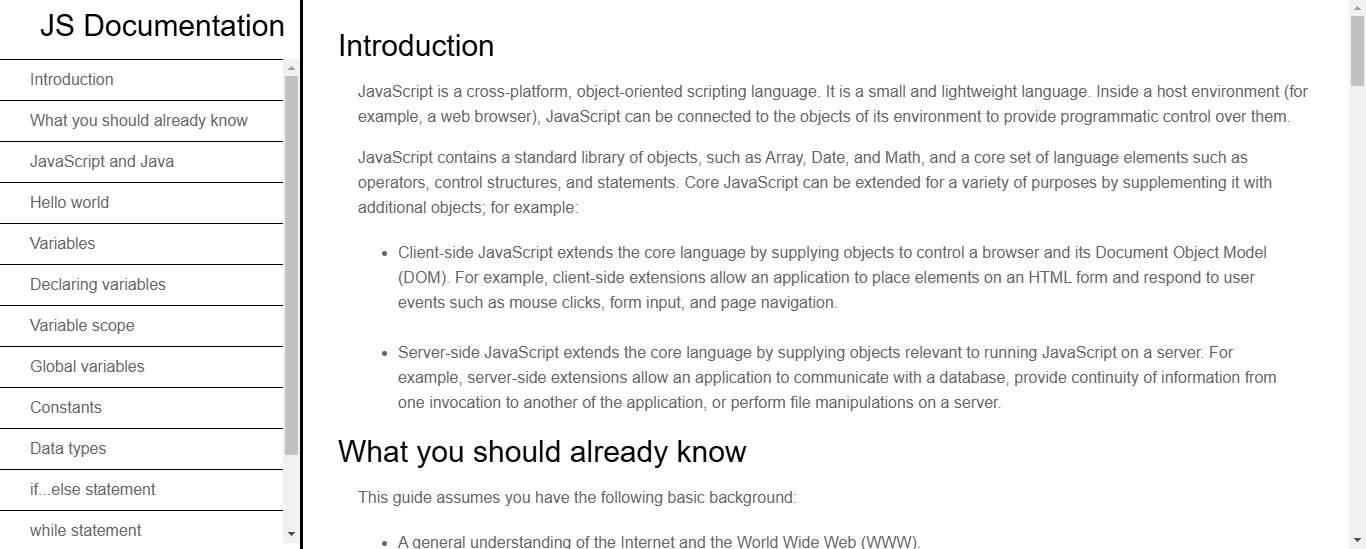 JS Documentation
Introduction
What you should already know
JavaScript and Java
Hello world
Variables
Declaring variables
Variable scope
Global variables
Constants
Data types
if...else statement
while statement
Introduction
JavaScript is a cross-platform, object-oriented scripting language. It is a small and lightweight language. Inside a host environment (for
example, a web browser), JavaScript can be connected to the objects of its environment to provide programmatic control over them.
JavaScript contains a standard library of objects, such as Array, Date, and Math, and a core set of language elements such as
operators, control structures, and statements. Core JavaScript can be extended for a variety of purposes by supplementing it with
additional objects; for example:
• Client-side JavaScript extends the core language by supplying objects to control a browser and its Document Object Model
(DOM). For example, client-side extensions allow an application to place elements on an HTML form and respond to user
events such as mouse clicks, form input, and page navigation.
• Server-side JavaScript extends the core language by supplying objects relevant to running JavaScript on a server. For
example, server-side extensions allow an application to communicate with a database, provide continuity of information from
one invocation to another of the application, or perform file manipulations on a server.
What you should already know
This guide assumes you have the following basic background:
• A general understanding of the Internet and the World Wide Web (WWW).